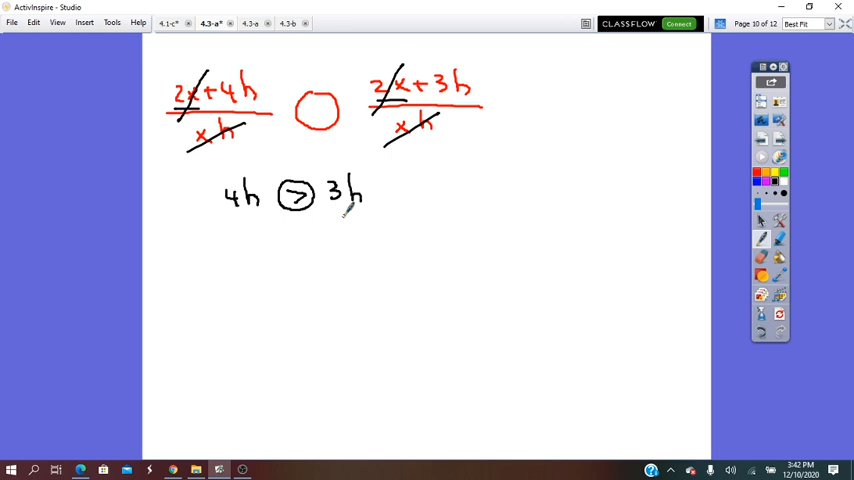 ActivInspire - Studio
File Edit View Insert Tools Help
4.1-c* 4.3-a* 4.3-a 4.3-b
CLASSFLOW Connect
Page 10 of 12 Best Fit
2x+4h 2x+3h
xh xh
4h > 3h
3:42 PM
12/10/2020